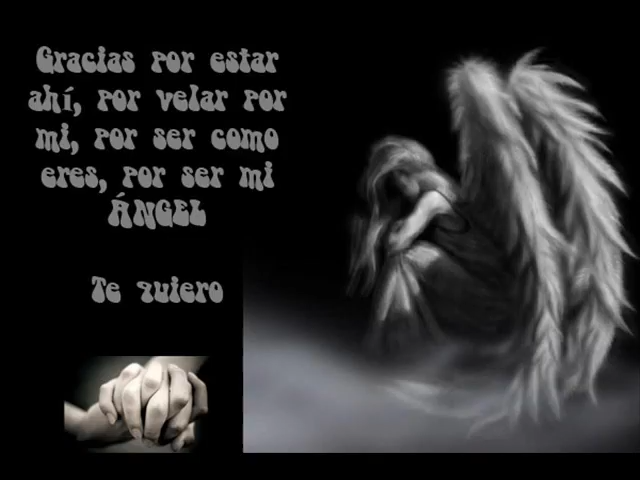 Gracias por estar
ahí, por velar por
mi, por ser como
eres, por ser mi
ÁNGEL
Te quiero